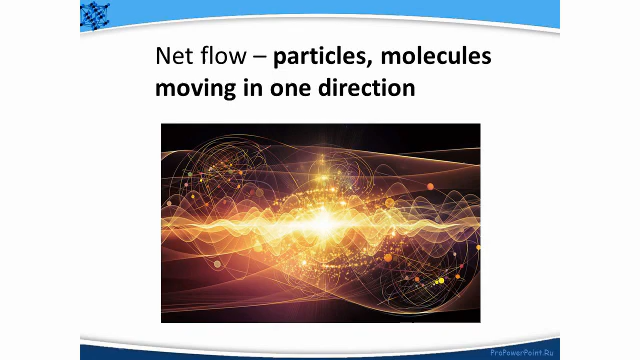 Net flow – particles, molecules
moving in one direction
ProPowerPoint.Ru